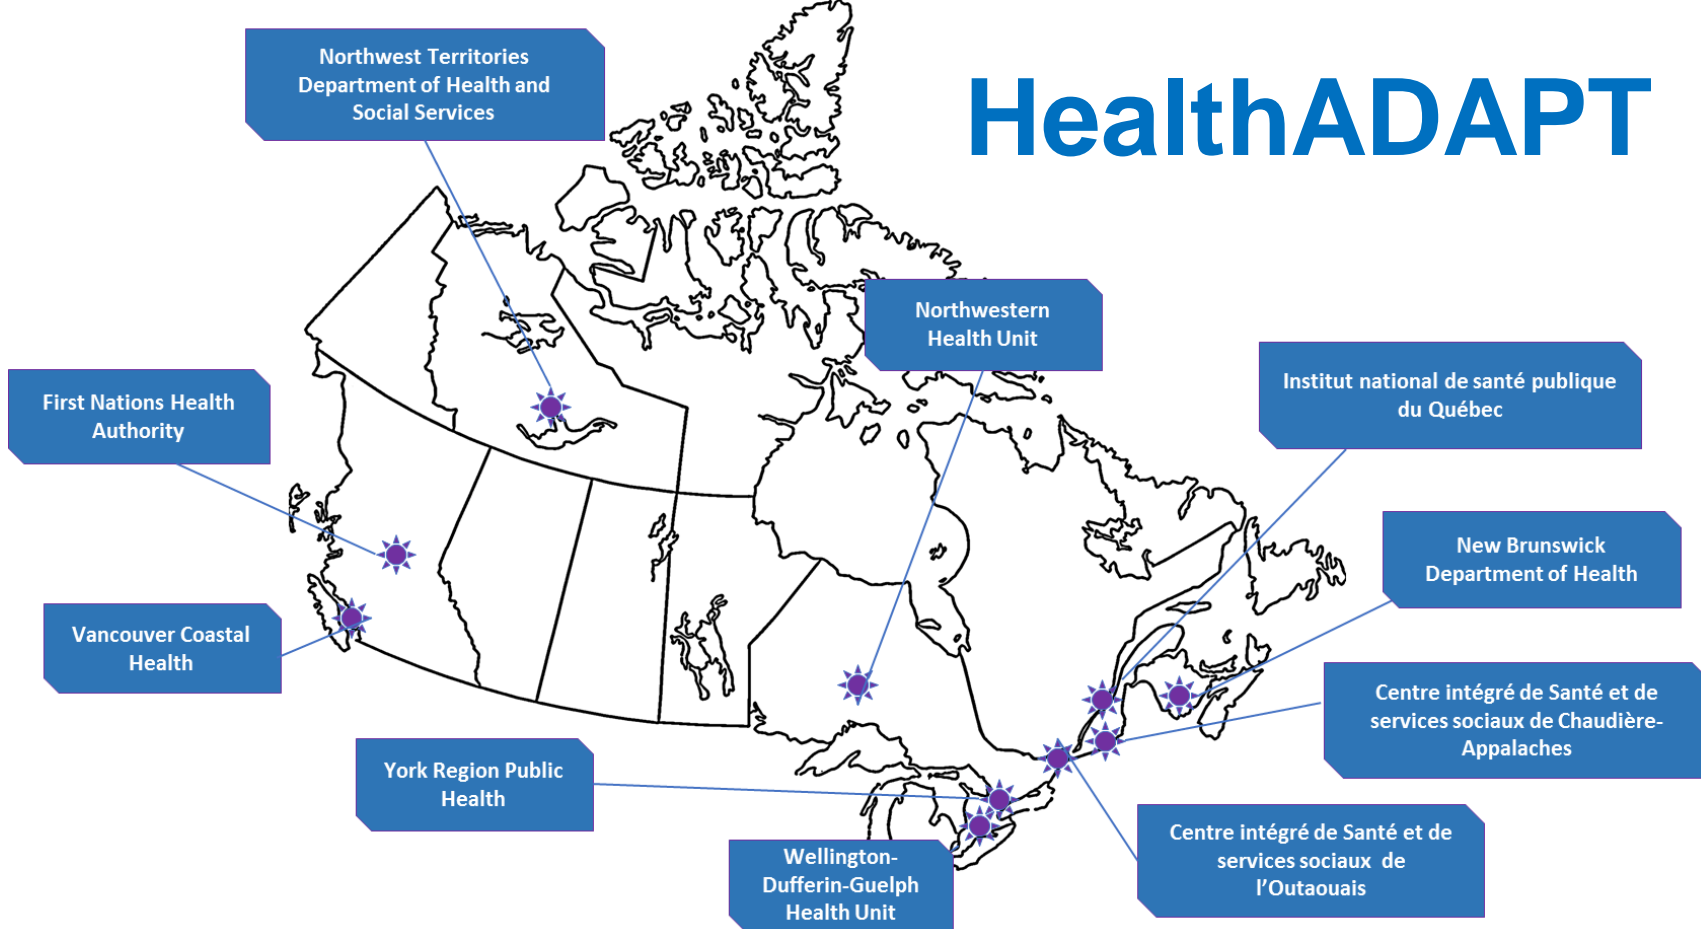 Northwest Territories
Department of Health and
Social Services
HealthADAPT
Northwestern
Health Unit
Institut national de santé publique
du Québec
First Nations Health
Authority
New Brunswick
Department of Health
Vancouver Coastal
Health
Centre intégré de Santé et de
services sociaux de Chaudière-
Appalaches
York Region Public
Health
Centre intégré de Santé et de
services sociaux de
l’Outaouais
Wellington-
Dufferin-Guelph
Health Unit